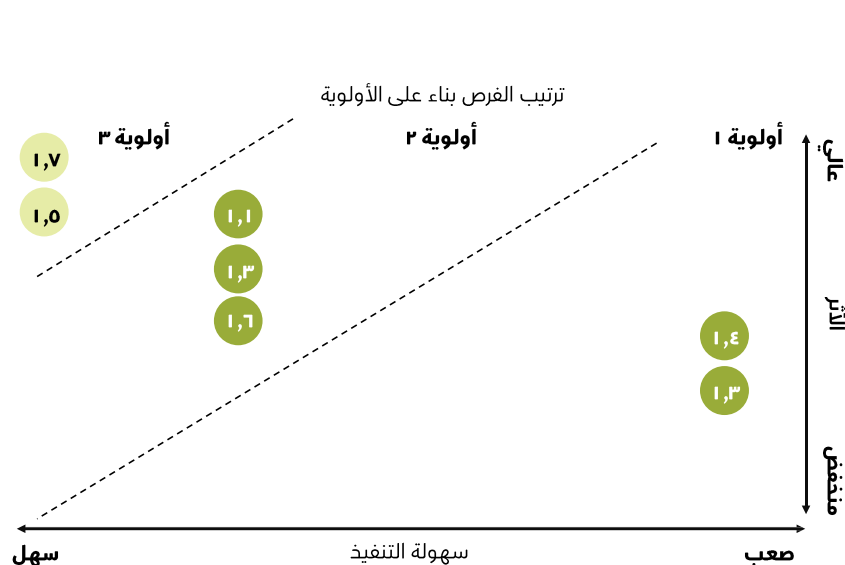 ترتيب الفرص بناء على الأولوية
أولوية ١
أولوية ٢
أولوية ٣
عالي
الأثر
منخفض
١,٧
١,٥
١,١
١,٣
١,٦
١,٤
١,٣
صعب
سهولة التنفيذ
سهل